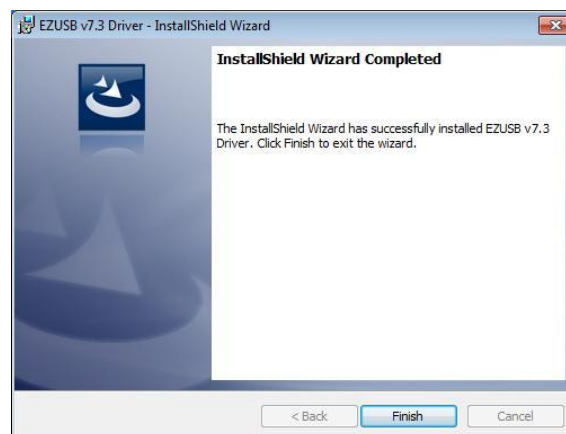 EZUSB v7.3 Driver - InstallShield Wizard
InstallShield Wizard Completed
The InstallShield Wizard has successfully installed EZUSB v7.3
Driver. Click Finish to exit the wizard.
< Back
Finish
Cancel